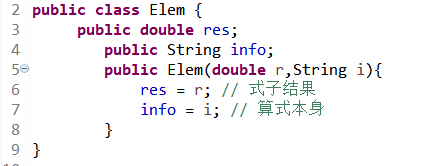 2 public class Elem {
3 public double res;
4 public String info;
5 public Elem(double r,String i){
6 res = r; // 式子结果
7 info = i; // 算式本身
8 }
9 }